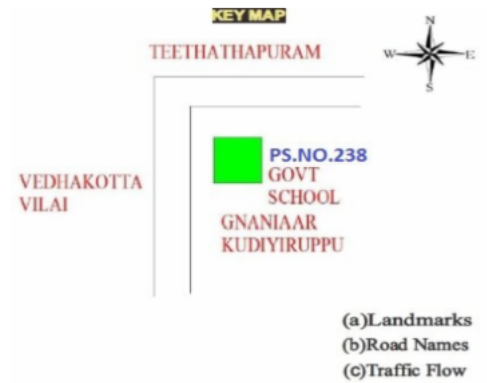 KEY MAP
TEETHATHAPURAM
N
W
E
S
PS.NO.238
GOVT
SCHOOL
VEDHAKOTTA
VILAI
GNANIAAR
KUDIYIRUPPU
(a)Landmarks
(b)Road Names
(c)Traffic Flow